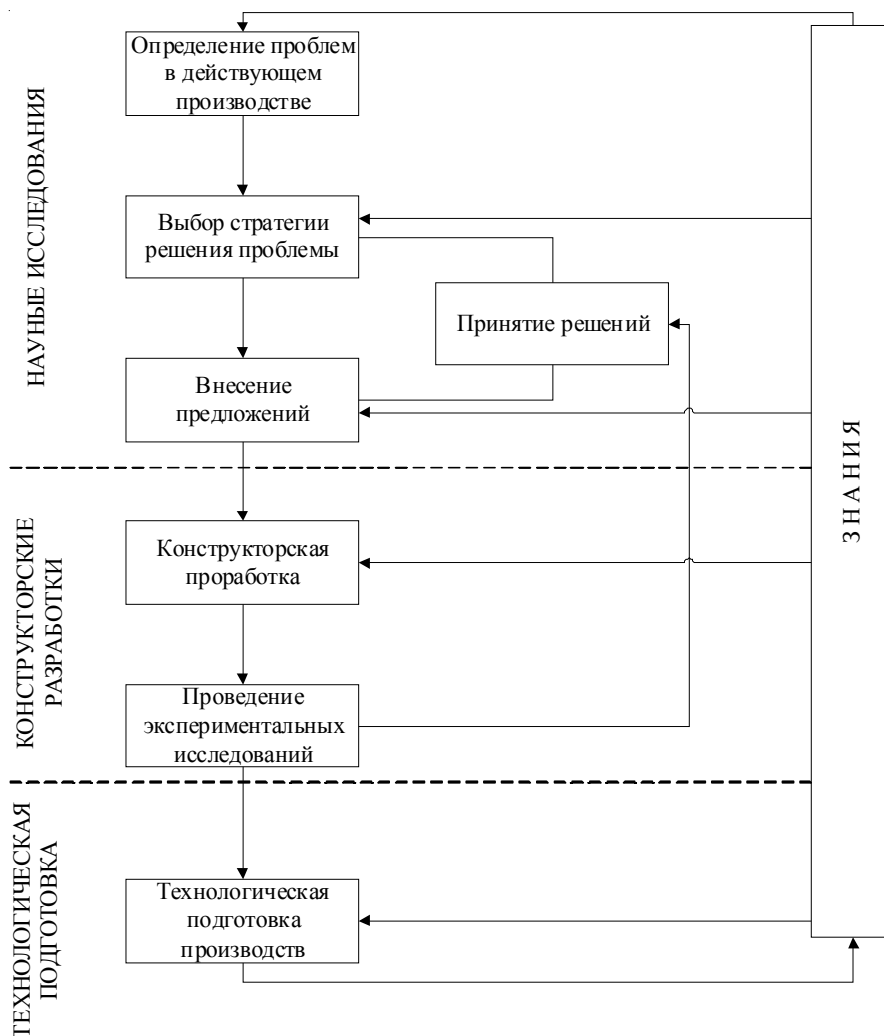 НАУНЫЕ ИССЛЕДОВАНИЯ
Определение проблем
в действующем
производстве
Выбор стратегии
решения проблемы
Принятие решений
Внесение
предложений
КОНСТРУКТОРСКИЕ
РАЗРАБОТКИ
Конструкторская
проработка
Проведение
экспериментальных
исследований
ТЕХНОЛОГИЧЕСКАЯ
ПОДГОТОВКА
Технологическая
подготовка
производств
З Н А Н И Я